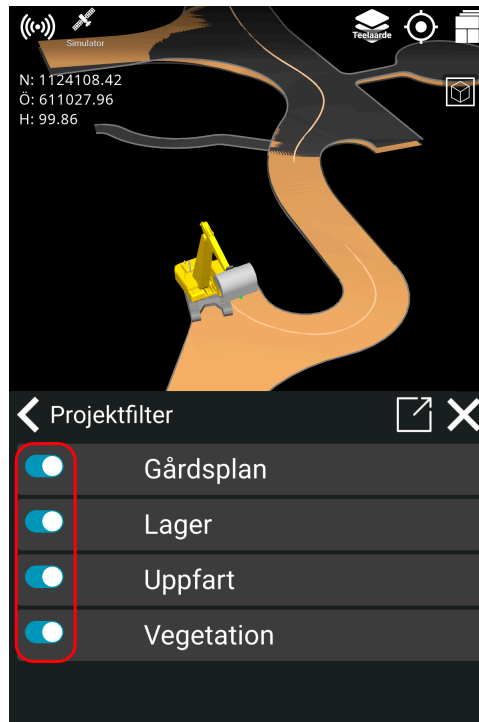 Simulator
Teelaarde
N: 1124108.42
Ö: 611027.96
H: 99.86
Projektfilter
Gårdsplan
Lager
Uppfart
Vegetation